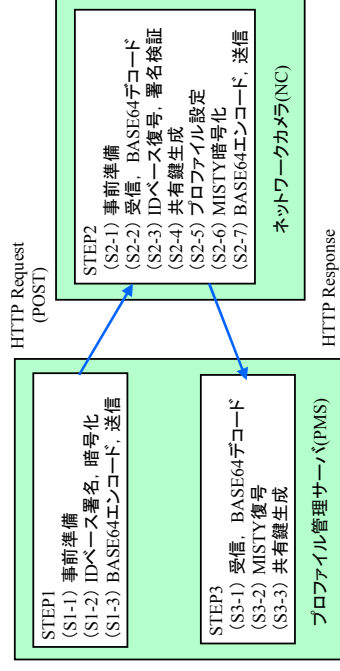 STEP1
(S1-1) 事前準備
(S1-2) IDベース署名, 暗号化
(S1-3) BASE64エンコード, 送信
STEP3
(S3-1) 受信, BASE64デコード
(S3-2) MISTY復号
(S3-3) 共有鍵生成
プロファイル管理サーバ(PMS)
HTTP Request
(POST)
HTTP Response
STEP2
(S2-1) 事前準備
(S2-2) 受信, BASE64デコード
(S2-3) IDベース復号, 署名検証
(S2-4) 共有鍵生成
(S2-5) プロファイル設定
(S2-6) MISTY暗号化
(S2-7) BASE64エンコード, 送信
ネットワークカメラ(NC)